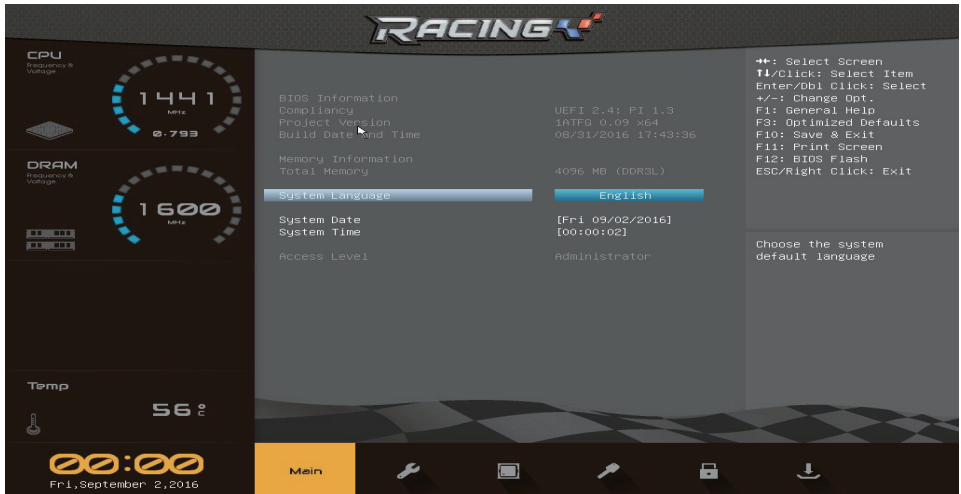 RACING
CPU
Frequency &
Voltage
1441
MHz
0.793
DRAM
Frequency &
Voltage
1600
MHz
Temp
56°C
00:00
Fri,September 2,2016
BIOS Information
Compliancy UEFI 2.4; PI 1.3
Project Version 1ATFG 0.09 x64
Build Date and Time 08/31/2016 17:43:36
Memory Information
Total Memory 4096 MB (DDR3L)
System Language English
System Date [Fri 09/02/2016]
System Time [00:00:02]
Access Level Administrator
→←: Select Screen
↑↓/Click: Select Item
Enter/Dbl Click: Select
+/-: Change Opt.
F1: General Help
F3: Optimized Defaults
F10: Save & Exit
F11: Print Screen
F12: BIOS Flash
ESC/Right Click: Exit
Choose the system
default language
Main